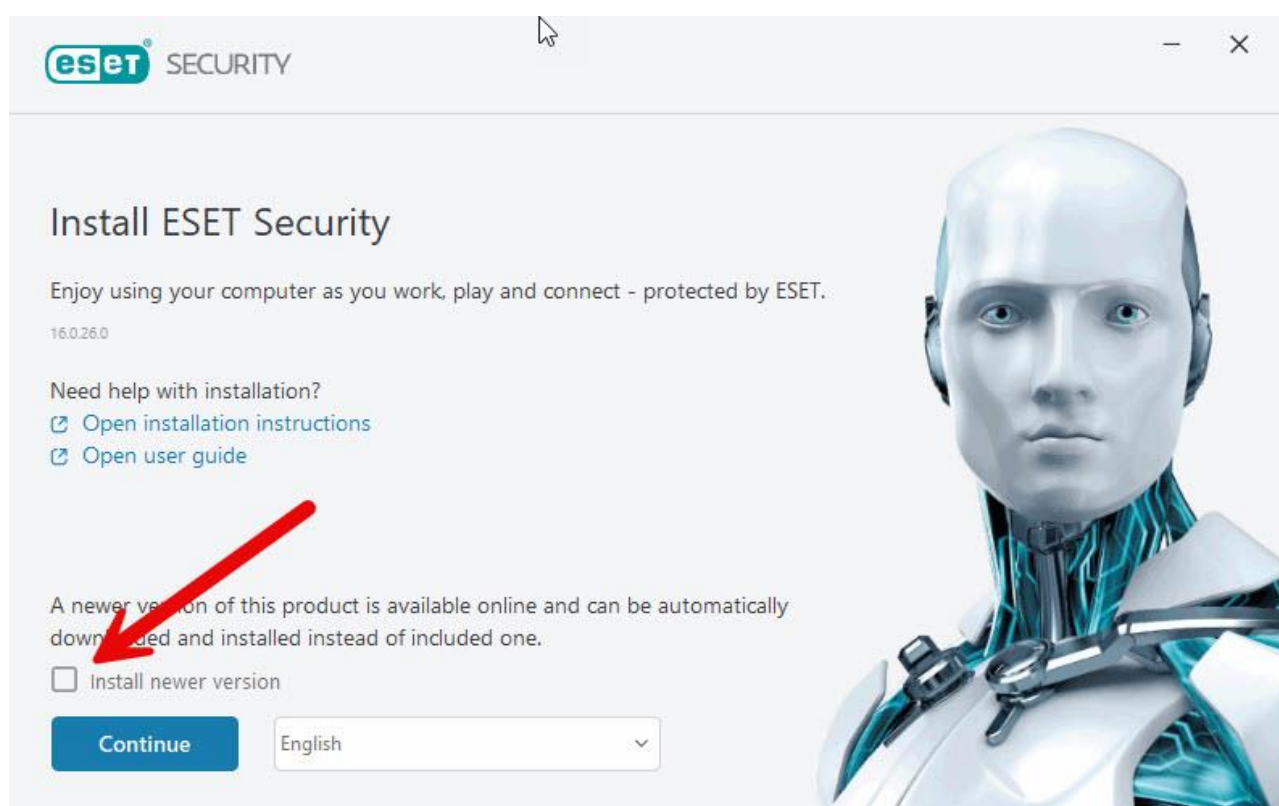 eset® SECURITY
Install ESET Security
Enjoy using your computer as you work, play and connect - protected by ESET.
16.0.26.0
Need help with installation?
Open installation instructions
Open user guide
A newer version of this product is available online and can be automatically
downloaded and installed instead of included one.
Install newer version
Continue
English